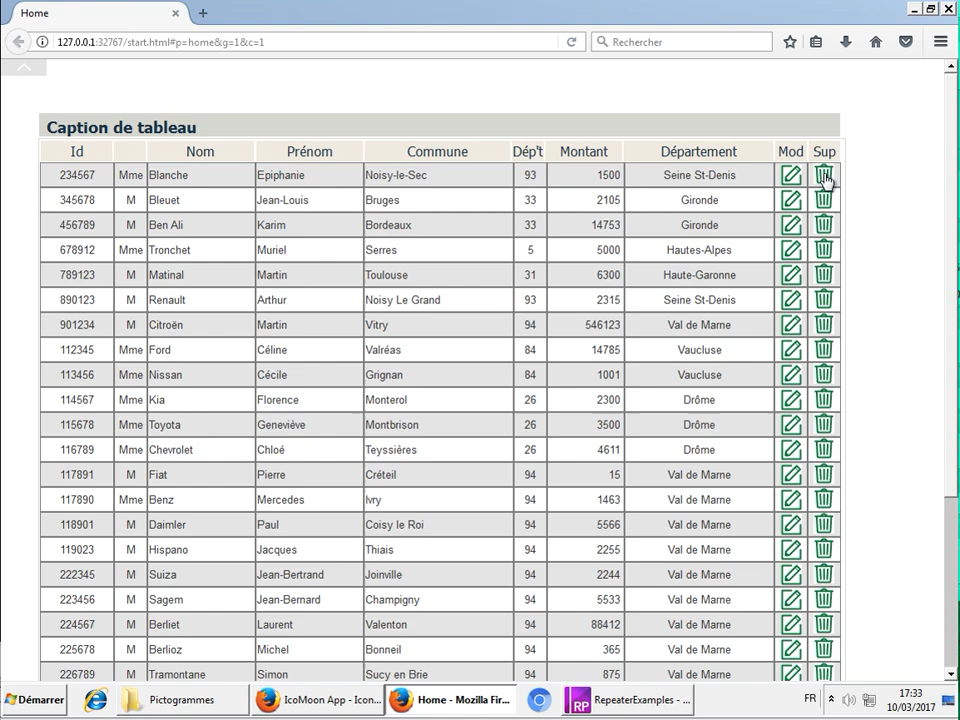 Home
127.0.0.1:32767/start.html#p=home&g=1&c=1
Rechercher
Caption de tableau
Id Nom Prénom Commune Dép't Montant Département Mod Sup
234567 Mme Blanche Epiphanie Noisy-le-Sec 93 1500 Seine St-Denis
345678 M Bleuet Jean-Louis Bruges 33 2105 Gironde
456789 M Ben Ali Karim Bordeaux 33 14753 Gironde
678912 Mme Tronchet Muriel Serres 5 5000 Hautes-Alpes
789123 M Matinal Martin Toulouse 31 6300 Haute-Garonne
890123 M Renault Arthur Noisy Le Grand 93 2315 Seine St-Denis
901234 M Citroën Martin Vitry 94 546123 Val de Marne
112345 Mme Ford Céline Valréas 84 14785 Vaucluse
113456 Mme Nissan Cécile Grignan 84 1001 Vaucluse
114567 Mme Kia Florence Monterol 26 2300 Drôme
115678 Mme Toyota Geneviève Montbrison 26 3500 Drôme
116789 Mme Chevrolet Chloé Teyssières 26 4611 Drôme
117891 M Fiat Pierre Créteil 94 15 Val de Marne
117890 Mme Benz Mercedes Ivry 94 1463 Val de Marne
118901 M Daimler Paul Coisy le Roi 94 5566 Val de Marne
119023 M Hispano Jacques Thiais 94 2255 Val de Marne
222345 M Suiza Jean-Bertrand Joinville 94 2244 Val de Marne
223456 M Sagem Jean-Bernard Champigny 94 5533 Val de Marne
224567 M Berliet Laurent Valenton 94 88412 Val de Marne
225678 M Berlioz Michel Bonneil 94 365 Val de Marne
226789 M Tramontane Simon Sucy en Brie 94 875 Val de Marne
Démarrer Pictogrammes IcoMoon App - Icon... Home - Mozilla Fir... RP RepeaterExamples - ... FR 17:33
10/03/2017